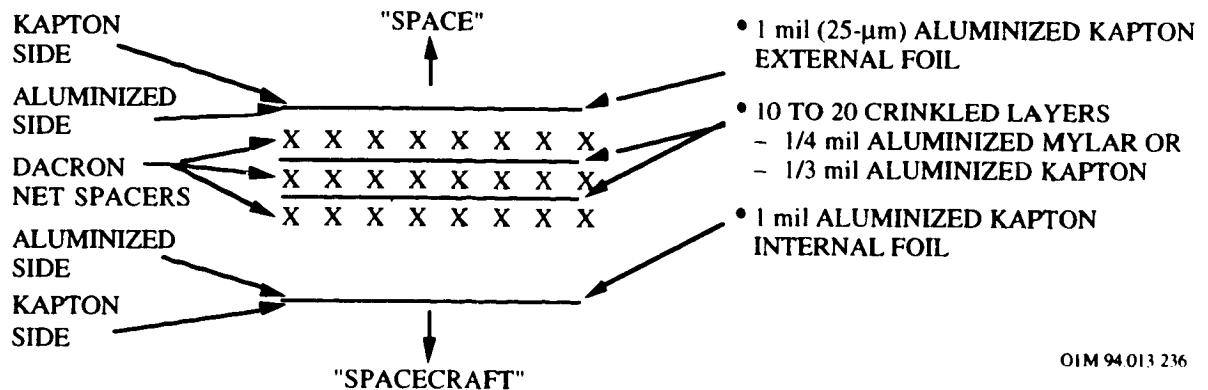 KAPTON
SIDE
ALUMINIZED
SIDE
DACRON
NET SPACERS
ALUMINIZED
SIDE
KAPTON
SIDE
"SPACE"
X X X X X X X X
X X X X X X X X
X X X X X X X X
"SPACECRAFT"
• 1 mil (25-μm) ALUMINIZED KAPTON
EXTERNAL FOIL
• 10 TO 20 CRINKLED LAYERS
- 1/4 mil ALUMINIZED MYLAR OR
- 1/3 mil ALUMINIZED KAPTON
• 1 mil ALUMINIZED KAPTON
INTERNAL FOIL
01M 94.013.236